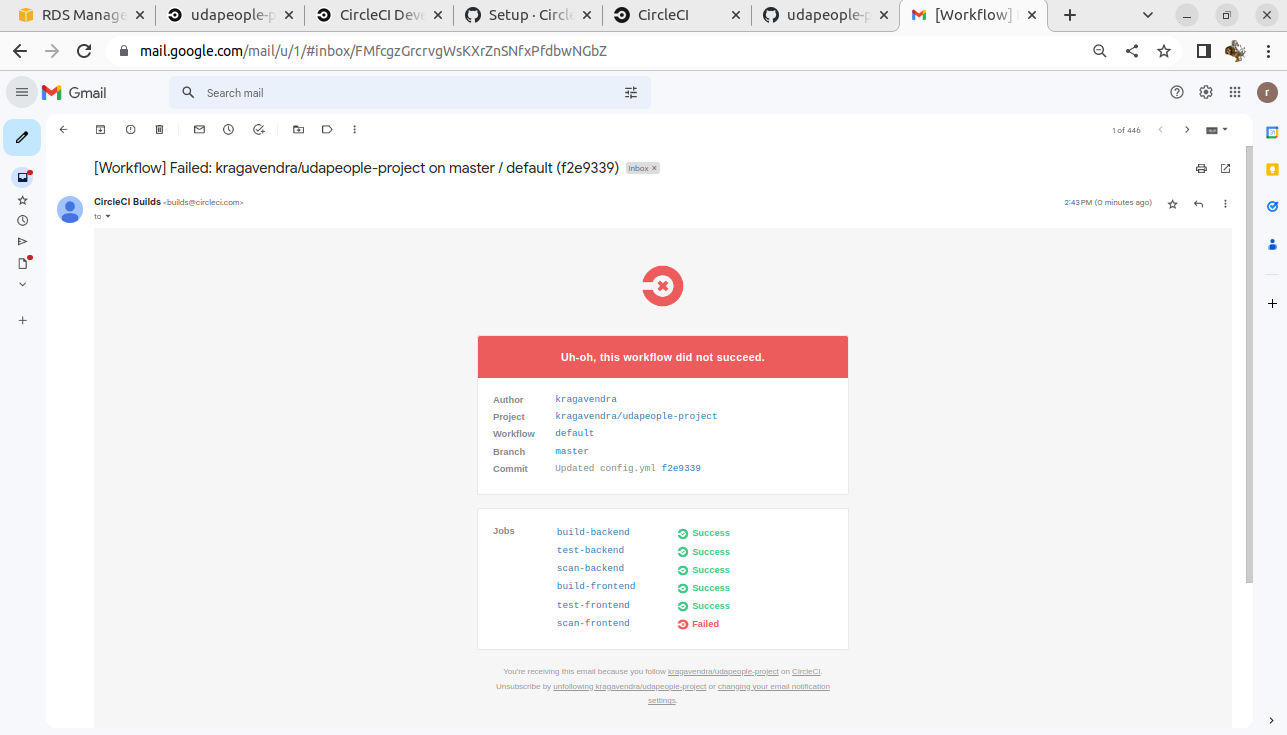 RDS Manage
udapeople-p
CircleCI Deve
Setup · Circle
CircleCI
udapeople-p
[Workflow]
mail.google.com/mail/u/1/#inbox/FMfcgzGrcrvgWsKXrZnSNfxPfdbwNGbZ
Gmail
Search mail
r
1 of 446
[Workflow] Failed: kragavendra/udapeople-project on master / default (f2e9339)
Inbox ×
CircleCI Builds <builds@circleci.com>
2:43 PM (0 minutes ago)
to
Uh-oh, this workflow did not succeed.
Author kragavendra
Project kragavendra/udapeople-project
Workflow default
Branch master
Commit Updated config.yml f2e9339
Jobs build-backend Success
test-backend Success
scan-backend Success
build-frontend Success
test-frontend Success
scan-frontend Failed
You're receiving this email because you follow kragavendra/udapeople-project on CircleCI.
Unsubscribe by unfollowing kragavendra/udapeople-project or changing your email notification
settings.